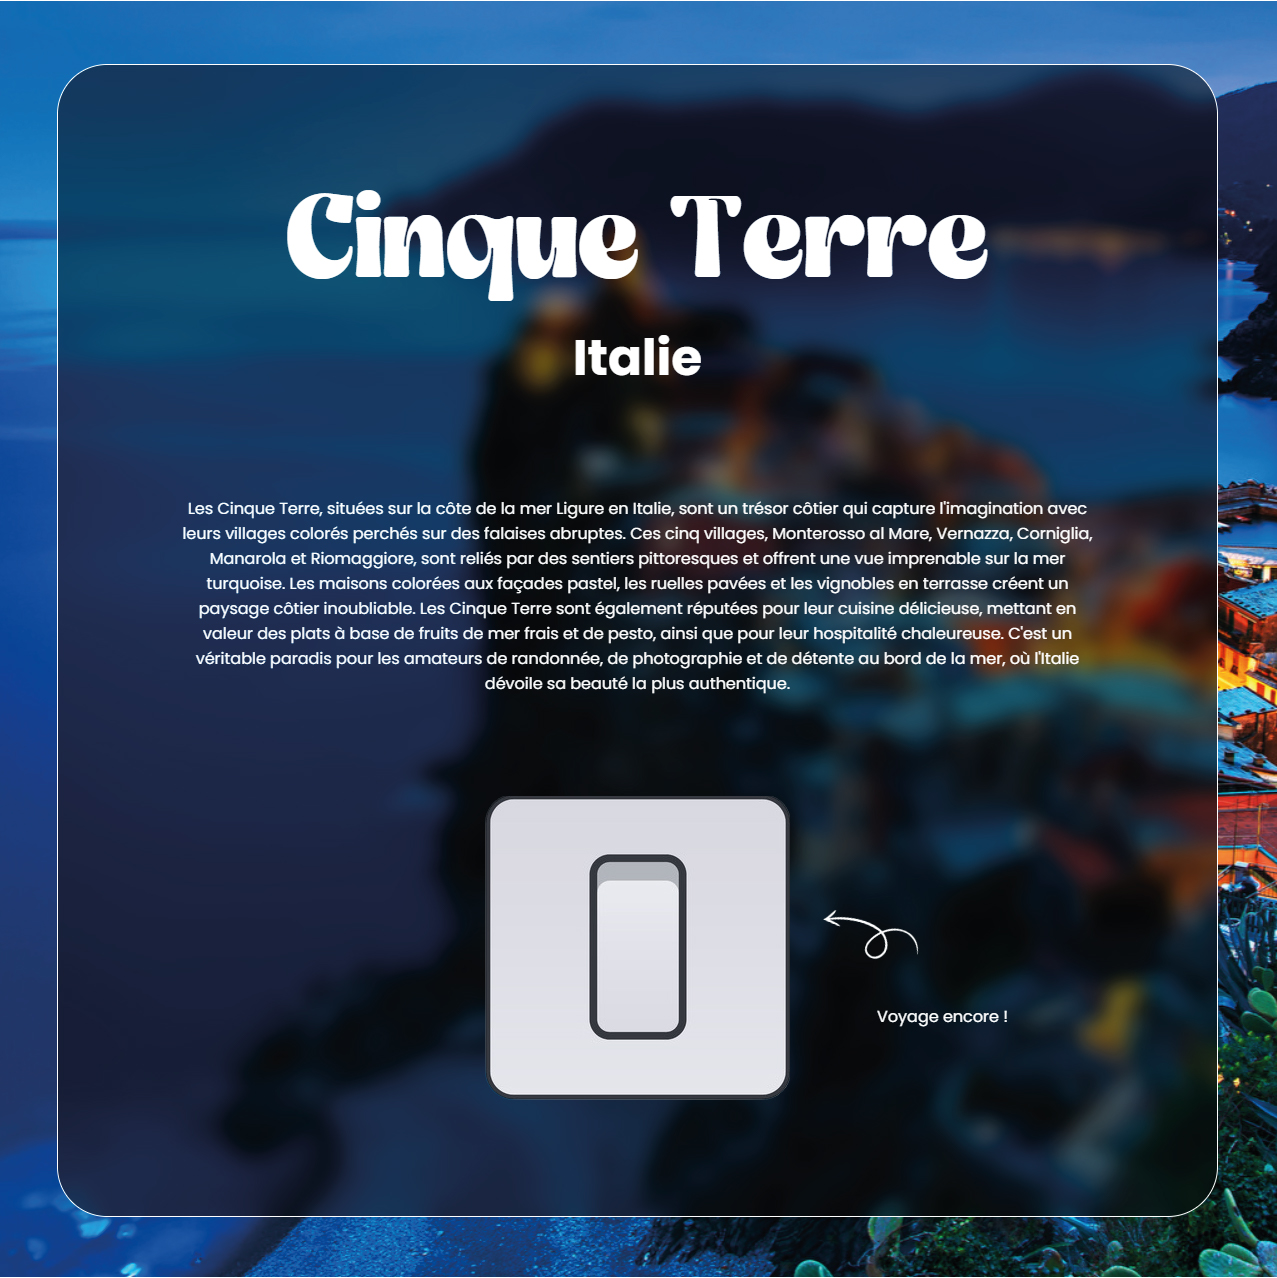 Cinque Terre
Italie
Les Cinque Terre, situées sur la côte de la mer Ligure en Italie, sont un trésor côtier qui capture l'imagination avec
leurs villages colorés perchés sur des falaises abruptes. Ces cinq villages, Monterosso al Mare, Vernazza, Corniglia,
Manarola et Riomaggiore, sont reliés par des sentiers pittoresques et offrent une vue imprenable sur la mer
turquoise. Les maisons colorées aux façades pastel, les ruelles pavées et les vignobles en terrasse créent un
paysage côtier inoubliable. Les Cinque Terre sont également réputées pour leur cuisine délicieuse, mettant en
valeur des plats à base de fruits de mer frais et de pesto, ainsi que pour leur hospitalité chaleureuse. C'est un
véritable paradis pour les amateurs de randonnée, de photographie et de détente au bord de la mer, où l'Italie
dévoile sa beauté la plus authentique.
Voyage encore !